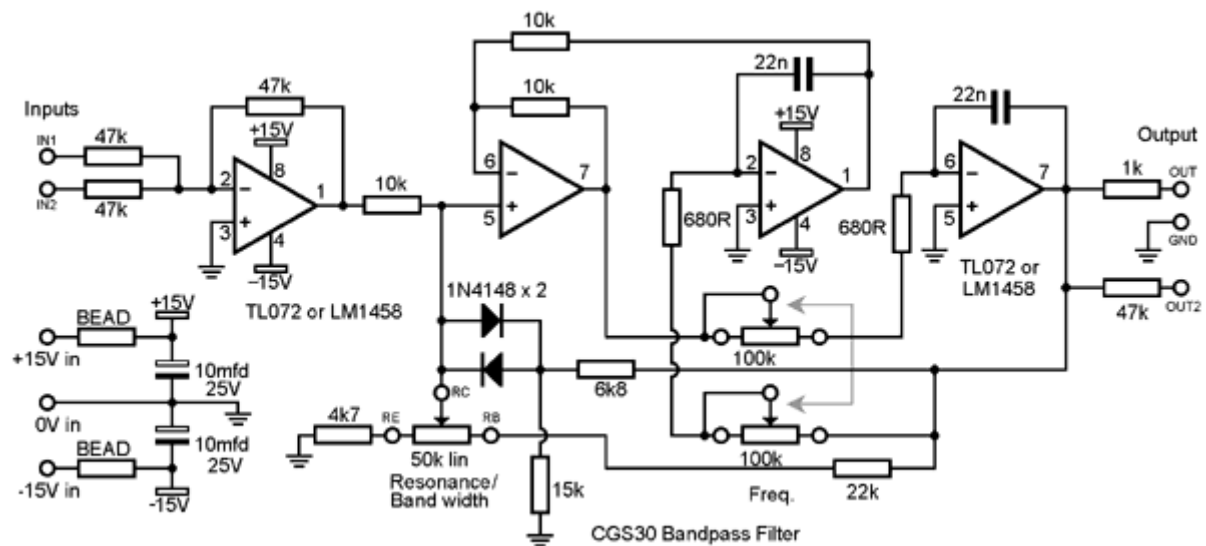 10k
22n
47k
10k
22n
Inputs
+15V
+15V
Output
IN1
47k
8
8
6
7
2
1
6
7
1k
OUT
2
1
10k
IN2
47k
5
3
5
3
4
680R
4
680R
GND
-15V
-15V
TL072 or
LM1458
1N4148 x 2
+15V
TL072 or LM1458
47k
OUT2
BEAD
+15V in
100k
10mfd
25V
6k8
RC
0V in
4k7
RE
RB
BEAD
10mfd
25V
50k lin
100k
Resonance/
Band width
15k
Freq.
22k
-15V in
-15V
CGS30 Bandpass Filter